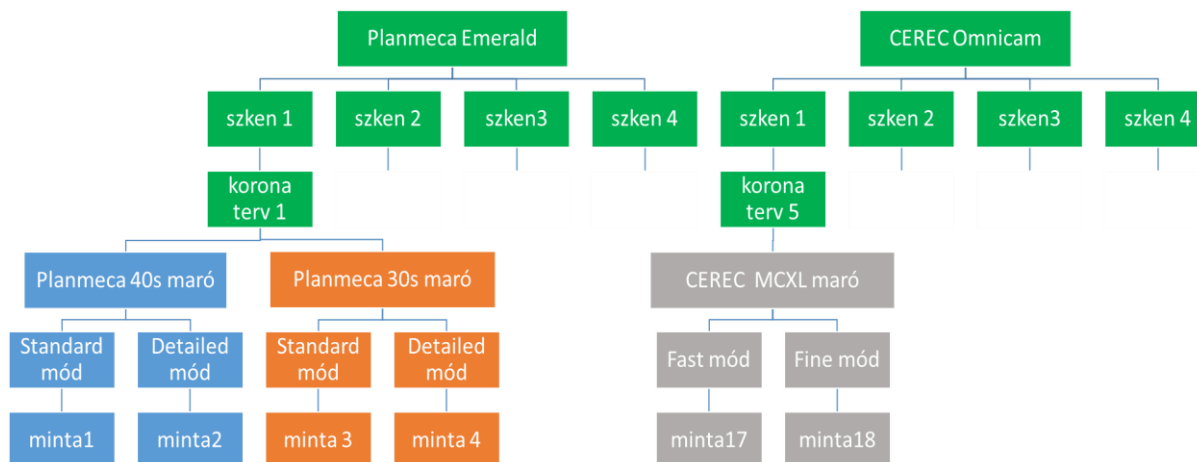 Planmeca Emerald
CEREC Omnicam
szken 1
szken 2
szken3
szken 4
szken 1
szken 2
szken3
szken 4
korona
terv 1
korona
terv 5
Planmeca 40s maró
Planmeca 30s maró
CEREC MCXL maró
Standard
mód
Detailed
mód
Standard
mód
Detailed
mód
Fast mód
Fine mód
minta1
minta2
minta 3
minta 4
minta17
minta18